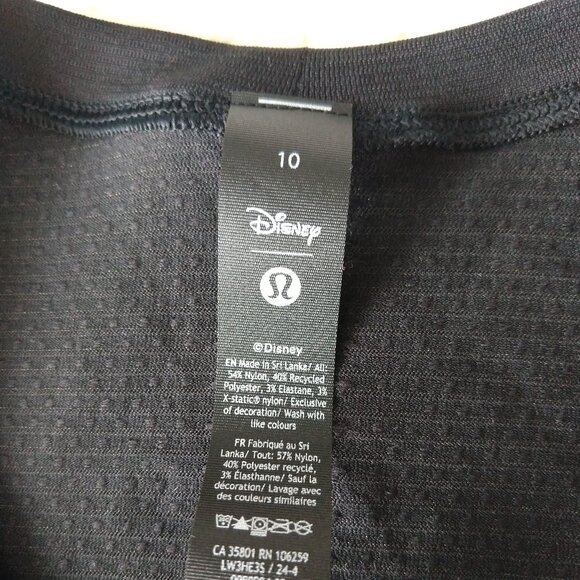 10
Disney
©Disney
EN Made in Sri Lanka/ All:
54% Nylon, 40% Recycled
Polyester, 3% Elastane, 3%
X-static® nylon/ Exclusive
of decoration/ Wash with
like colours
FR Fabriqué au Sri
Lanka/ Tout: 57% Nylon,
40% Polyester recyclé,
3% Élasthanne/ Sauf la
décoration/ Lavage avec
des couleurs similaires
CA 35801 RN 106259
LW3HE3S / 24-4